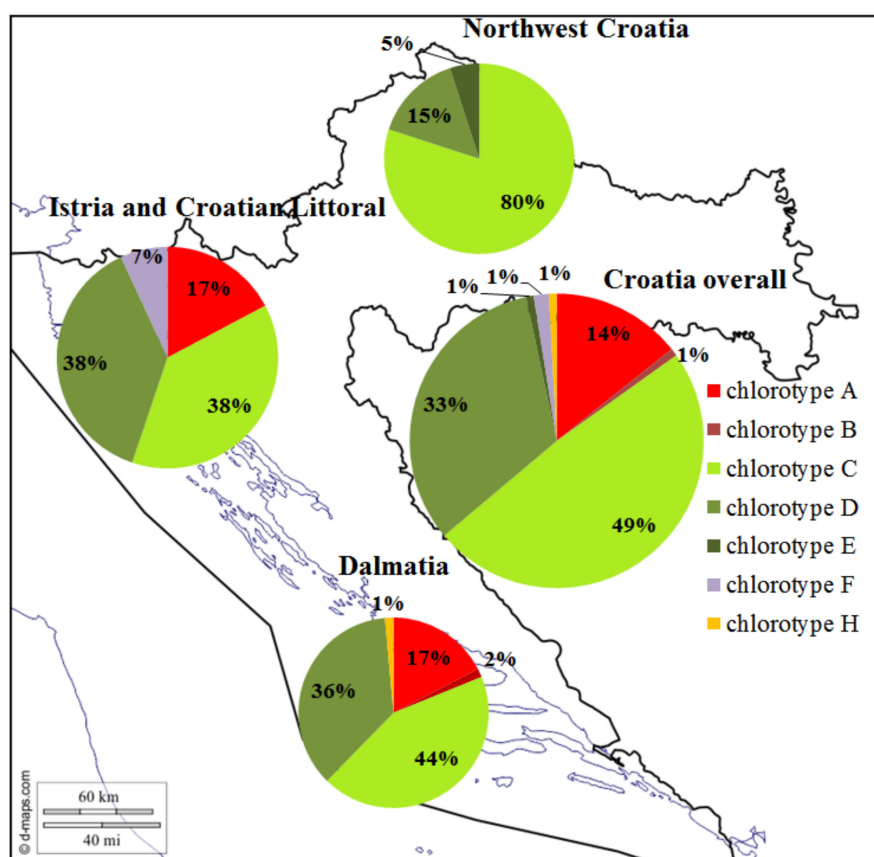 Northwest Croatia
5%
15%
80%
Istria and Croatian Littoral
7%
17%
38%
38%
Croatia overall
1%
1%
1%
14%
1%
33%
49%
chlorotype A
chlorotype B
chlorotype C
chlorotype D
chlorotype E
chlorotype F
chlorotype H
Dalmatia
1%
17%
2%
36%
44%
60 km
40 mi
© d-maps.com